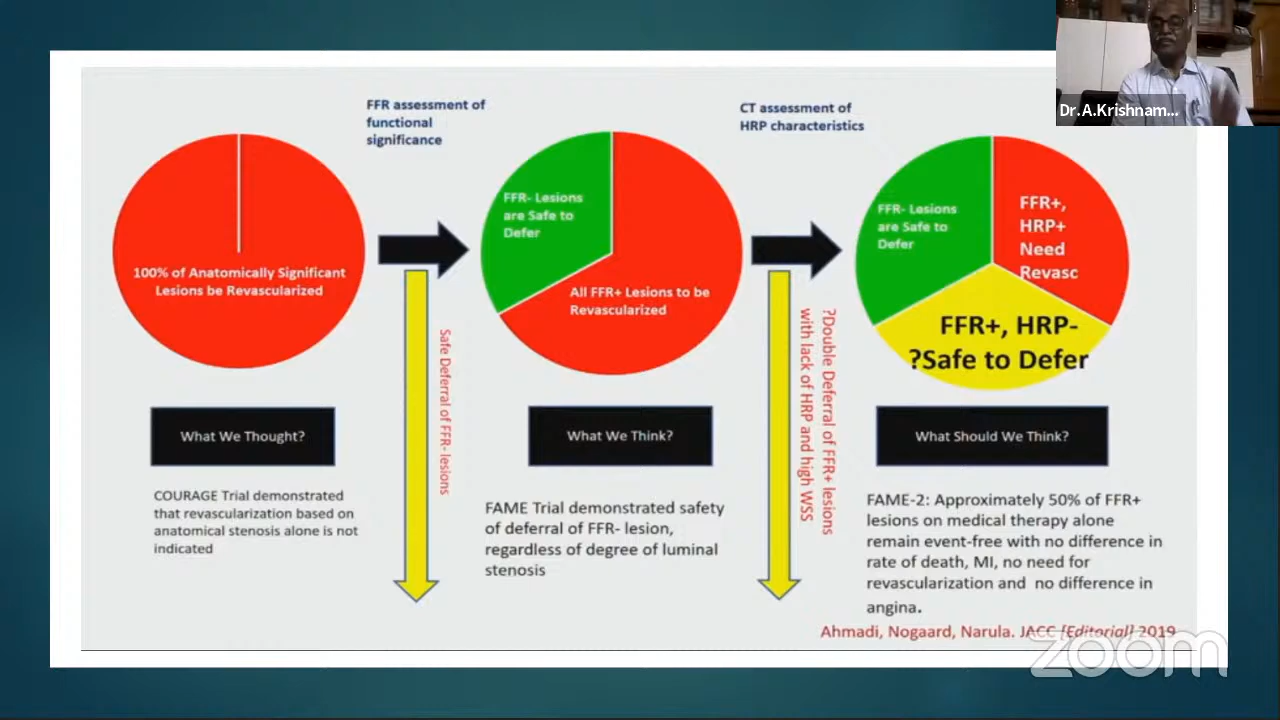 Dr.A.Krishnam...
FFR assessment of
functional
significance
CT assessment of
HRP characteristics
100% of Anatomically Significant
Lesions be Revascularized
FFR- Lesions
are Safe to
Defer
All FFR+ Lesions to be
Revascularized
FFR- Lesions
are Safe to
Defer
FFR+,
HRP+
Need
Revasc
FFR+, HRP-
?Safe to Defer
Safe Deferral of FFR- lesions
?Double Deferral of FFR+ lesions
with lack of HRP and high WSS
What We Thought?
What We Think?
What Should We Think?
COURAGE Trial demonstrated
that revascularization based on
anatomical stenosis alone is not
indicated
FAME Trial demonstrated safety
of deferral of FFR- lesion,
regardless of degree of luminal
stenosis
FAME-2: Approximately 50% of FFR+
lesions on medical therapy alone
remain event-free with no difference in
rate of death, MI, no need for
revascularization and no difference in
angina.
Ahmadi, Nogaard, Narula. JACC [Editorial] 2019
zoom